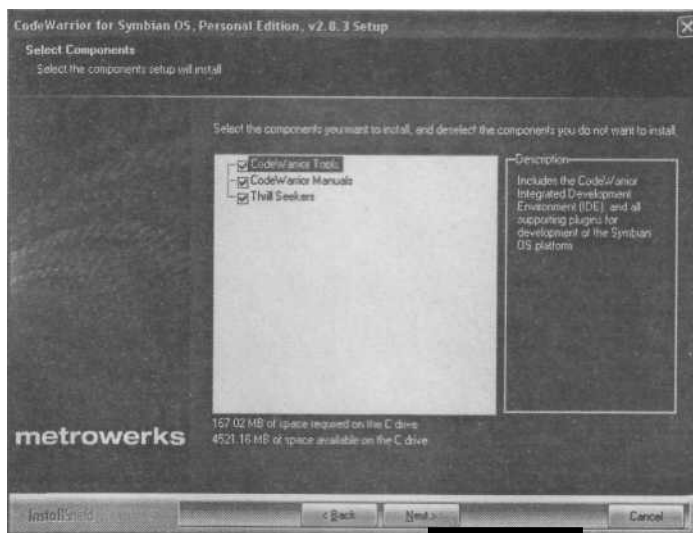 CodeWarrior for Symbian OS, Personal Edition, v2.8.3 Setup
Select Components
Select the components setup will install
Select the components you want to install, and deselect the components you do not want to install.
CodeWarrior Tools
CodeWarrior Manuals
Thrill Seekers
Description
Includes the CodeWarrior
Integrated Development
Environment (IDE), and all
supporting plugins for
development of the Symbian
OS platform
167.02 MB of space required on the C drive
4521.16 MB of space available on the C drive
metrowerks
InstallShield
< Back
Next >
Cancel